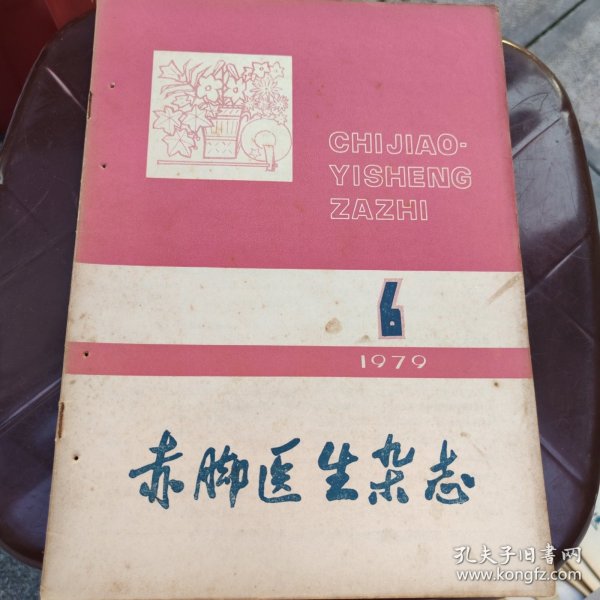 CHIJIAO-
YISHENG
ZAZHI
6
1979
赤脚医生杂志
孔夫子旧书网
www.kongfz.com